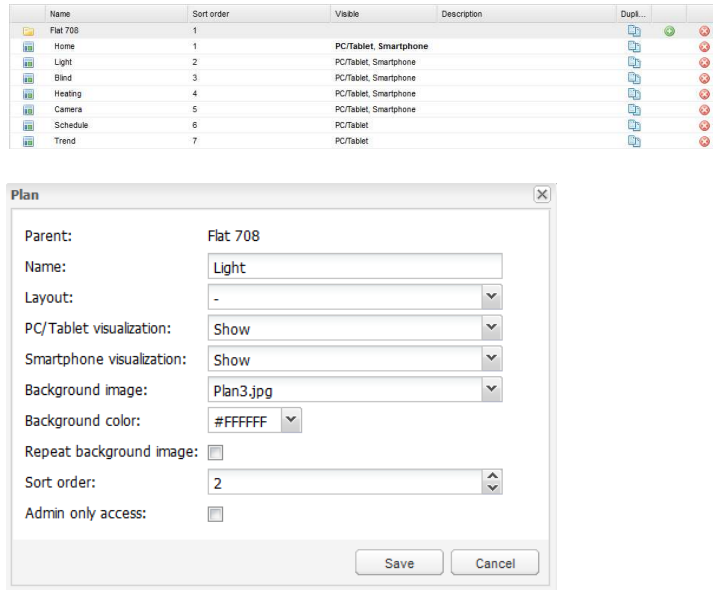 Name Sort order Visible Description Dupli...
Flat 708 1
Home 1 PC/Tablet, Smartphone
Light 2 PC/Tablet, Smartphone
Blind 3 PC/Tablet, Smartphone
Heating 4 PC/Tablet, Smartphone
Camera 5 PC/Tablet, Smartphone
Schedule 6 PC/Tablet
Trend 7 PC/Tablet
Plan
Parent: Flat 708
Name: Light
Layout: -
PC/Tablet visualization: Show
Smartphone visualization: Show
Background image: Plan3.jpg
Background color: #FFFFFF
Repeat background image:
Sort order: 2
Admin only access:
Save Cancel